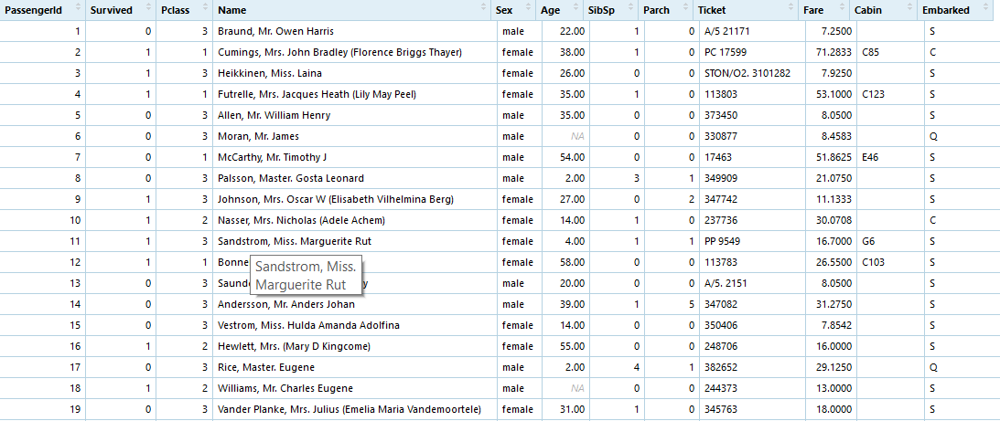 PassengerId Survived Pclass Name Sex Age SibSp Parch Ticket Fare Cabin Embarked
1 0 3 Braund, Mr. Owen Harris male 22.00 1 0 A/5 21171 7.2500 S
2 1 1 Cumings, Mrs. John Bradley (Florence Briggs Thayer) female 38.00 1 0 PC 17599 71.2833 C85 C
3 1 3 Heikkinen, Miss. Laina female 26.00 0 0 STON/O2. 3101282 7.9250 S
4 1 1 Futrelle, Mrs. Jacques Heath (Lily May Peel) female 35.00 1 0 113803 53.1000 C123 S
5 0 3 Allen, Mr. William Henry male 35.00 0 0 373450 8.0500 S
6 0 3 Moran, Mr. James male NA 0 0 330877 8.4583 Q
7 0 1 McCarthy, Mr. Timothy J male 54.00 0 0 17463 51.8625 E46 S
8 0 3 Palsson, Master. Gosta Leonard male 2.00 3 1 349909 21.0750 S
9 1 3 Johnson, Mrs. Oscar W (Elisabeth Vilhelmina Berg) female 27.00 0 2 347742 11.1333 S
10 1 2 Nasser, Mrs. Nicholas (Adele Achem) female 14.00 1 0 237736 30.0708 C
11 1 3 Sandstrom, Miss. Marguerite Rut female 4.00 1 1 PP 9549 16.7000 G6 S
12 1 1 Bonne female 58.00 0 0 113783 26.5500 C103 S
Sandstrom, Miss.
Marguerite Rut
13 0 3 Saund y male 20.00 0 0 A/5. 2151 8.0500 S
14 0 3 Andersson, Mr. Anders Johan male 39.00 1 5 347082 31.2750 S
15 0 3 Vestrom, Miss. Hulda Amanda Adolfina female 14.00 0 0 350406 7.8542 S
16 1 2 Hewlett, Mrs. (Mary D Kingcome) female 55.00 0 0 248706 16.0000 S
17 0 3 Rice, Master. Eugene male 2.00 4 1 382652 29.1250 Q
18 1 2 Williams, Mr. Charles Eugene male NA 0 0 244373 13.0000 S
19 0 3 Vander Planke, Mrs. Julius (Emelia Maria Vandemoortele) female 31.00 1 0 345763 18.0000 S